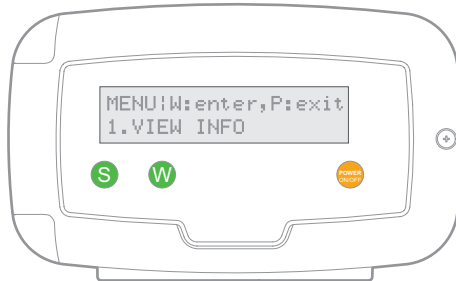 MENU¦W:enter,P:exit
1.VIEW INFO
S
W
POWER
ON/OFF